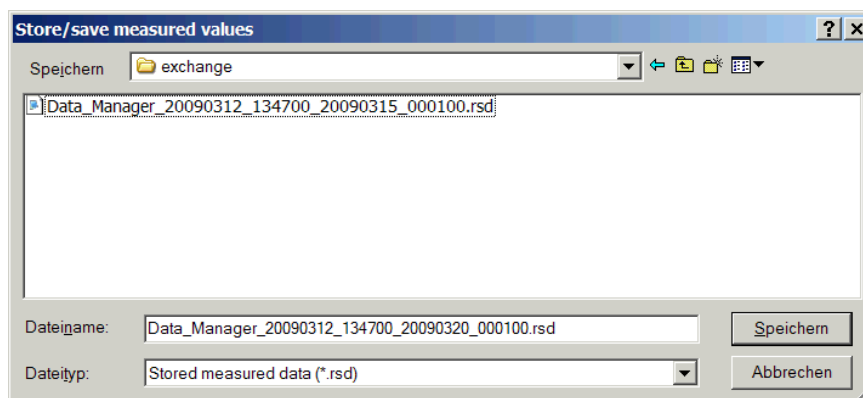 Store/save measured values
Speichern exchange
Data_Manager_20090312_134700_20090315_000100.rsd
Dateiname: Data_Manager_20090312_134700_20090320_000100.rsd Speichern
Dateityp: Stored measured data (*.rsd) Abbrechen